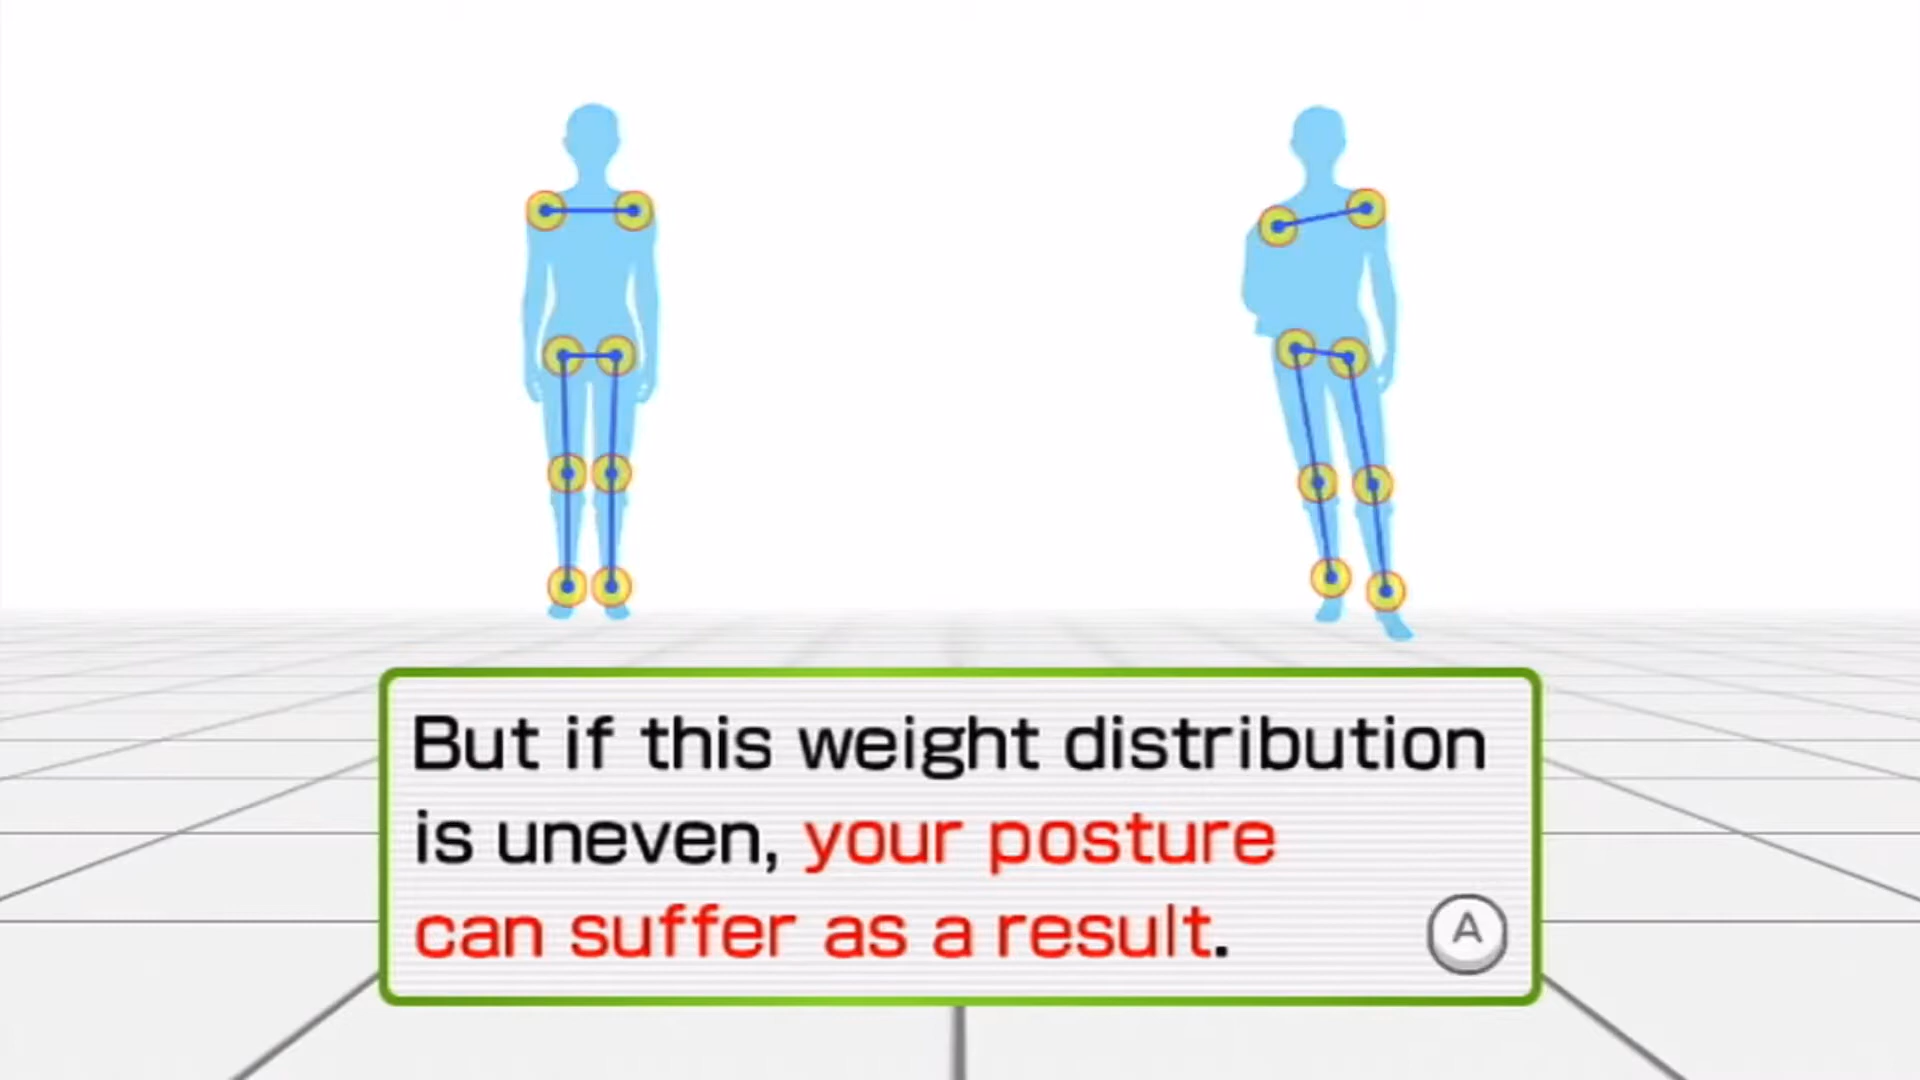 But if this weight distribution
is uneven, your posture
can suffer as a result.
A